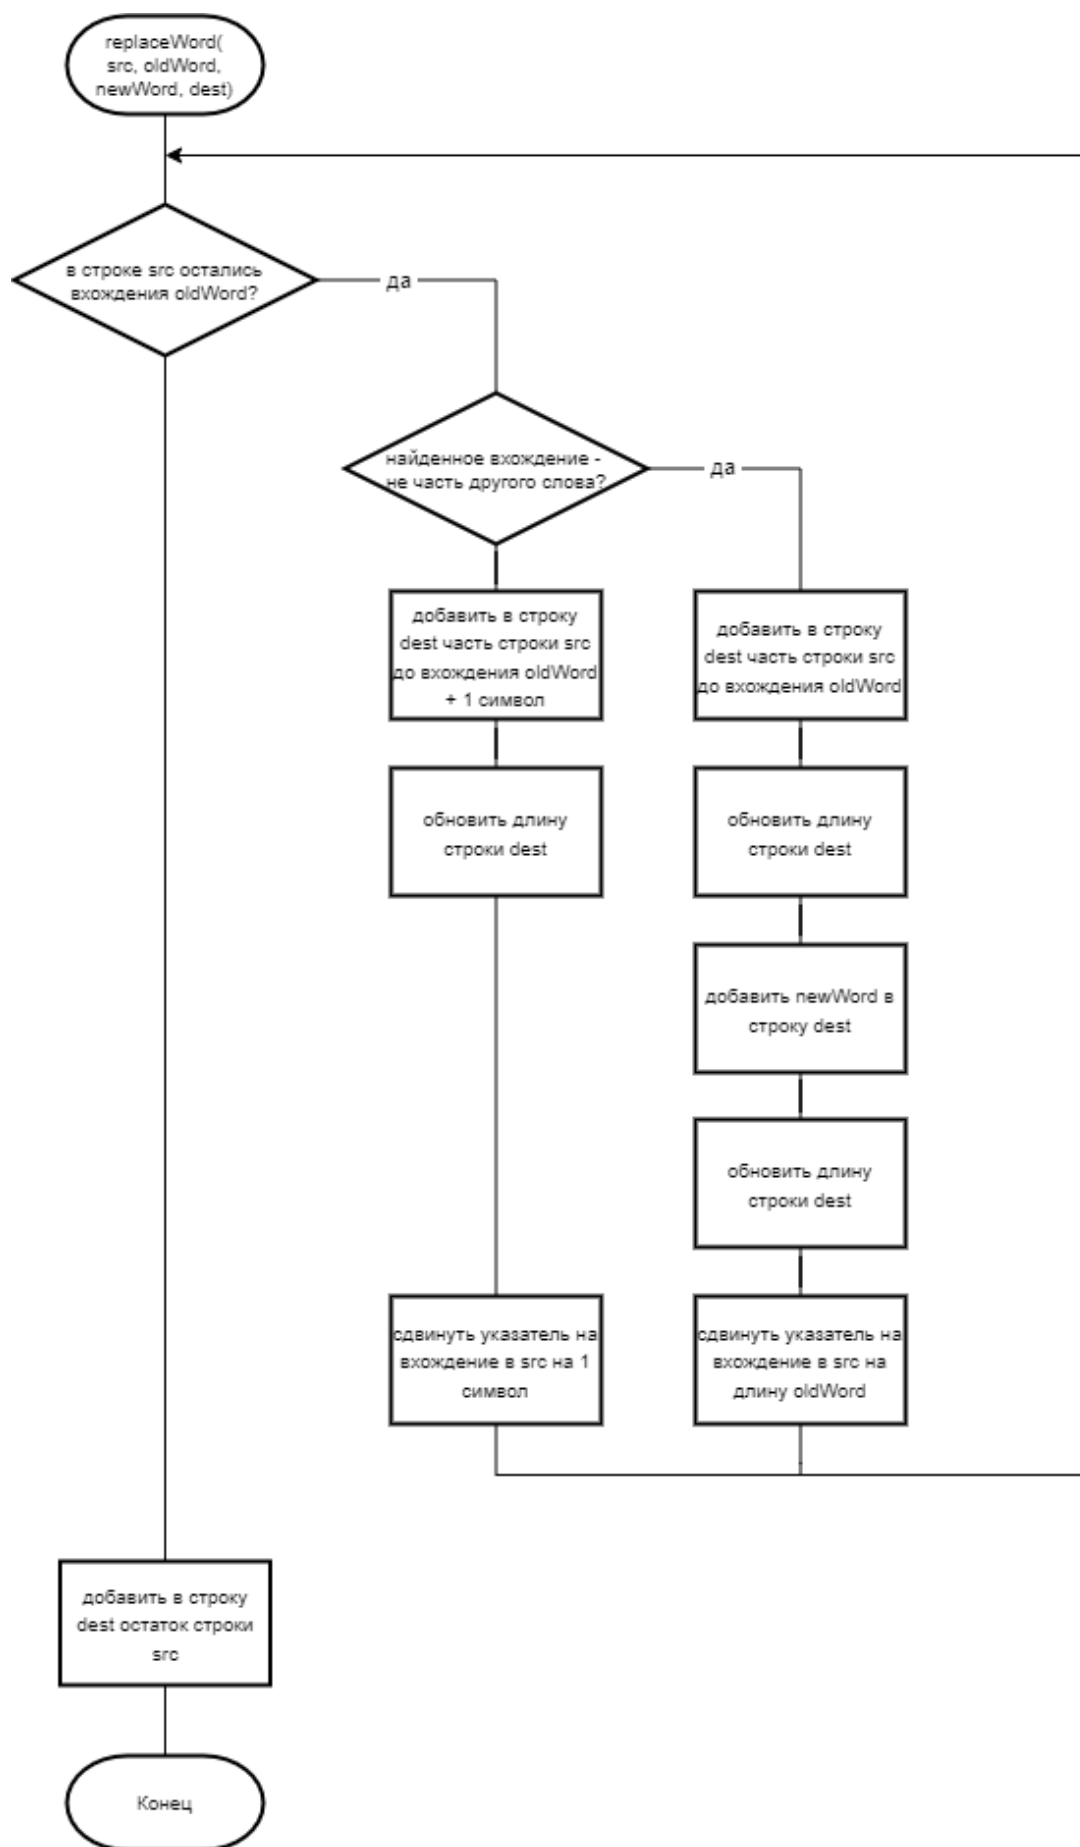 replaceWord(
src, oldWord,
newWord, dest)
в строке src остались
вхождения oldWord?
да
найденное вхождение -
не часть другого слова?
да
добавить в строку
dest часть строки src
до вхождения oldWord
+ 1 символ
добавить в строку
dest часть строки src
до вхождения oldWord
обновить длину
строки dest
обновить длину
строки dest
добавить newWord в
строку dest
обновить длину
строки dest
сдвинуть указатель на
вхождение в src на 1
символ
сдвинуть указатель на
вхождение в src на
длину oldWord
добавить в строку
dest остаток строки
src
Конец